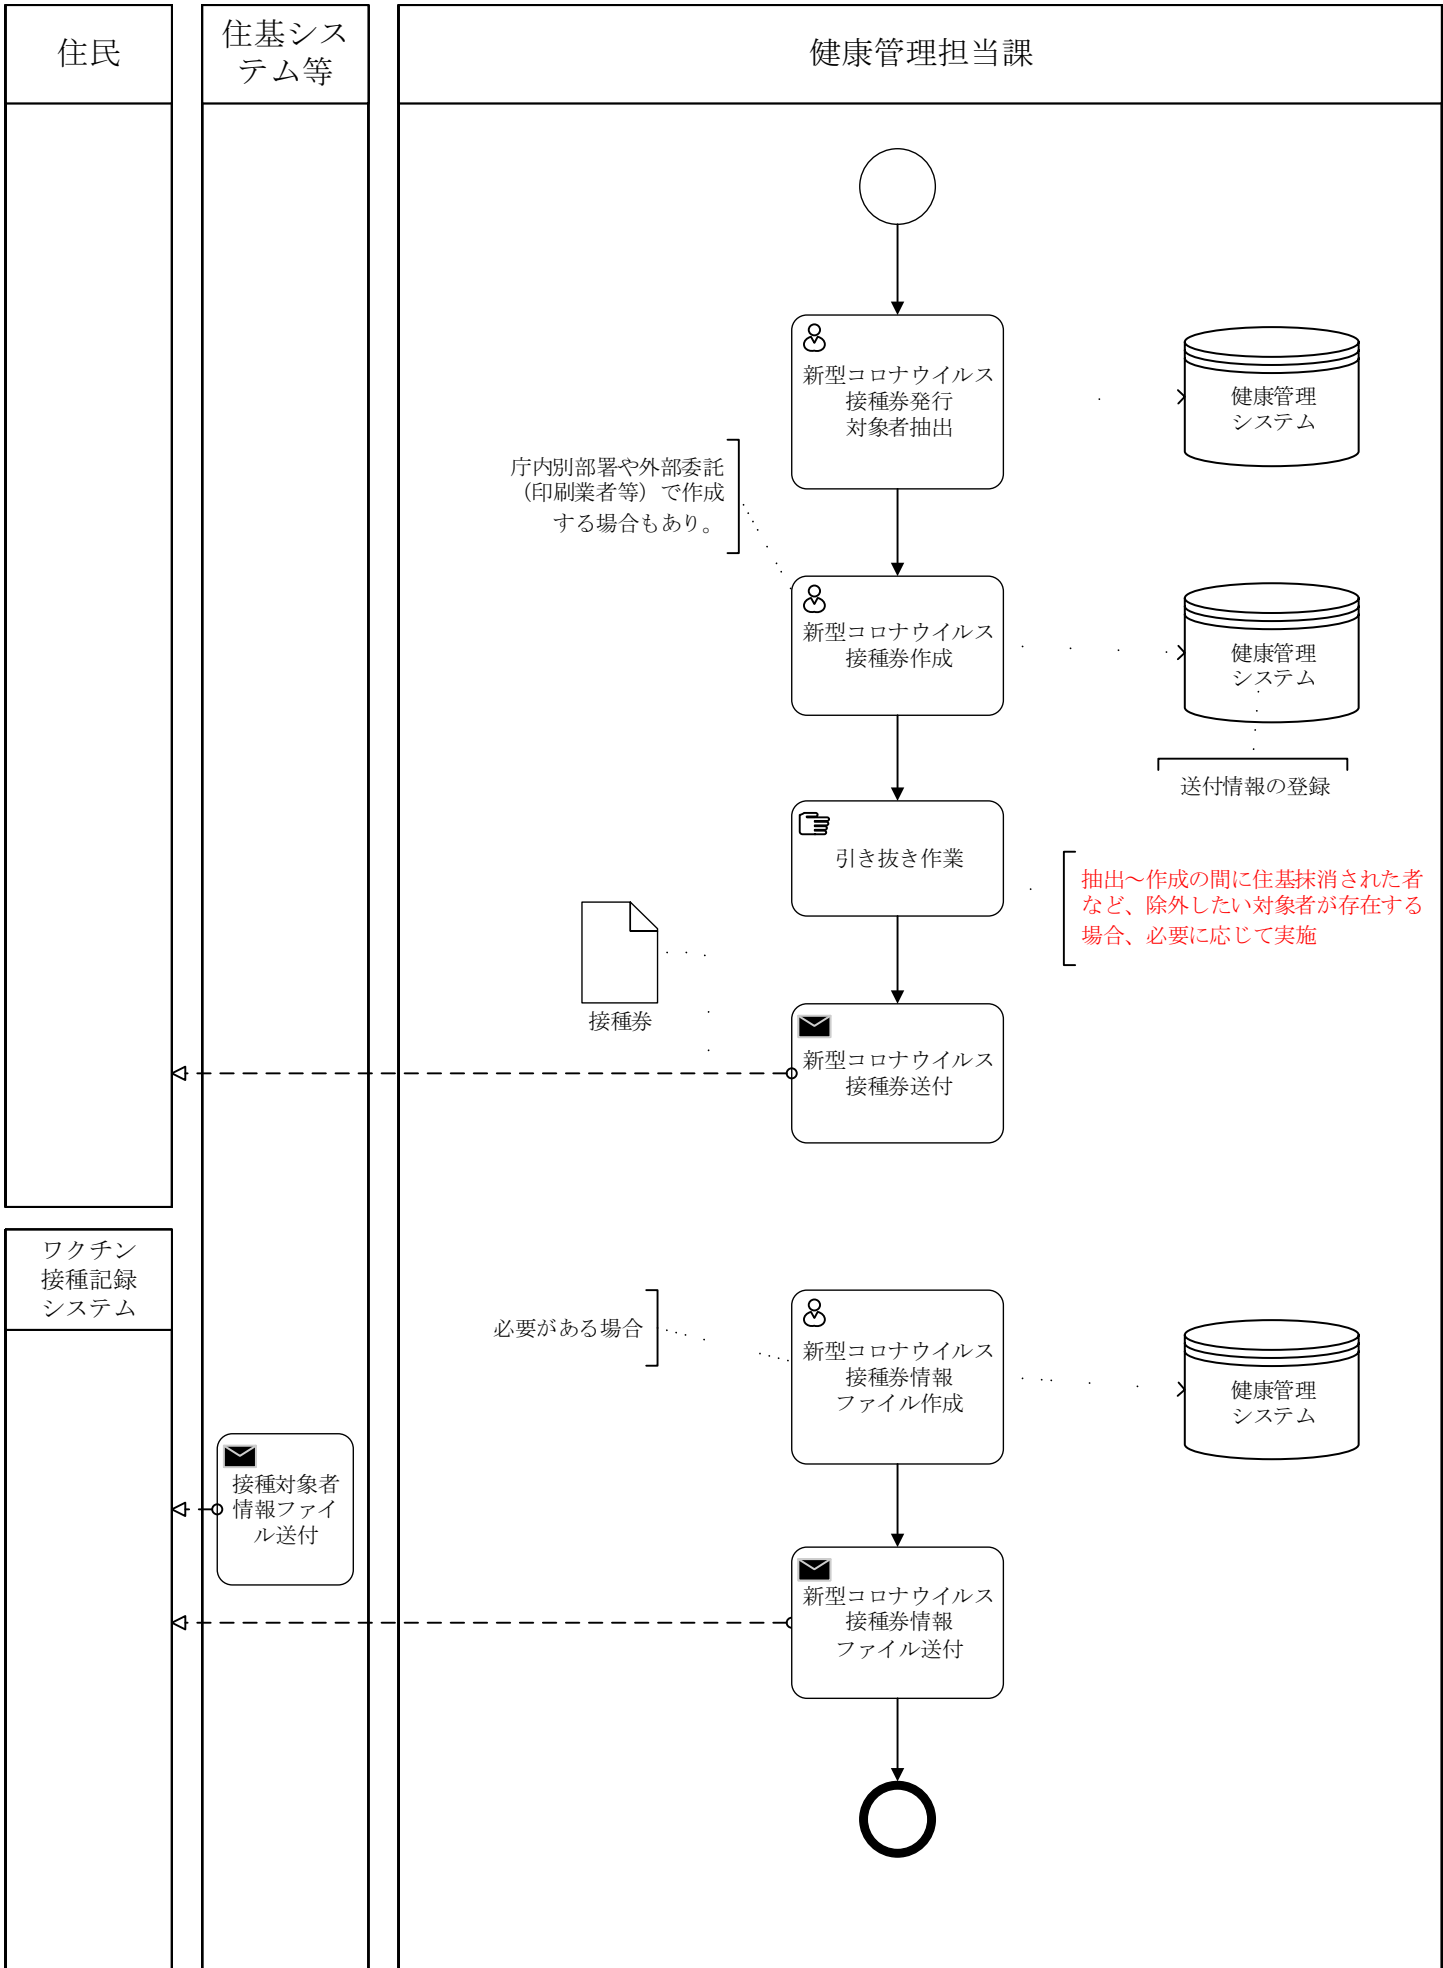 住民
住基シス
テム等
健康管理担当課
新型コロナウイルス
接種券発行
対象者抽出
健康管理
システム
庁内別部署や外部委託
（印刷業者等）で作成
する場合もあり。
新型コロナウイルス
接種券作成
健康管理
システム
送付情報の登録
引き抜き作業
抽出～作成の間に住基抹消された者
など、除外したい対象者が存在する
場合、必要に応じて実施
接種券
新型コロナウイルス
接種券送付
ワクチン
接種記録
システム
必要がある場合
新型コロナウイルス
接種券情報
ファイル作成
健康管理
システム
接種対象者
情報ファイ
ル送付
新型コロナウイルス
接種券情報
ファイル送付